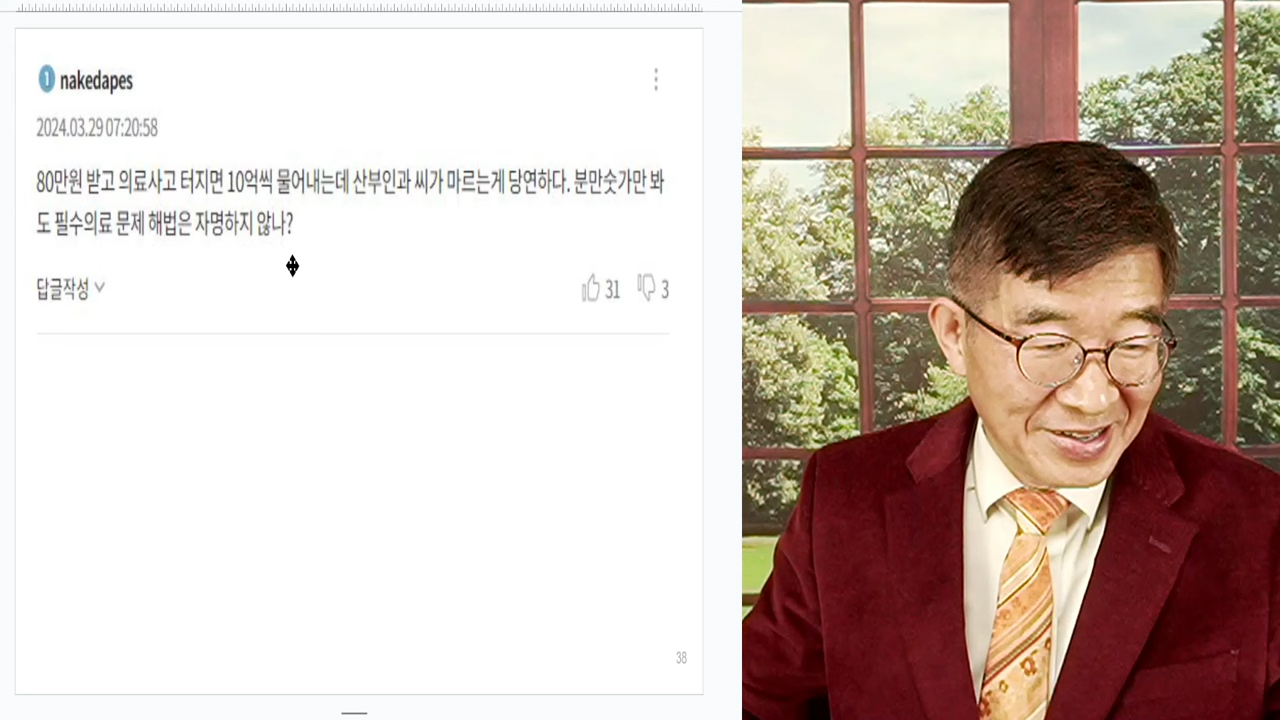 1 nakedapes
2024.03.29 07:20:58
80만원 받고 의료사고 터지면 10억씩 물어내는데 산부인과 씨가 마르는게 당연하다. 분만숫가만 봐
도 필수의료 문제 해법은 자명하지 않나?
답글작성
31 3
38